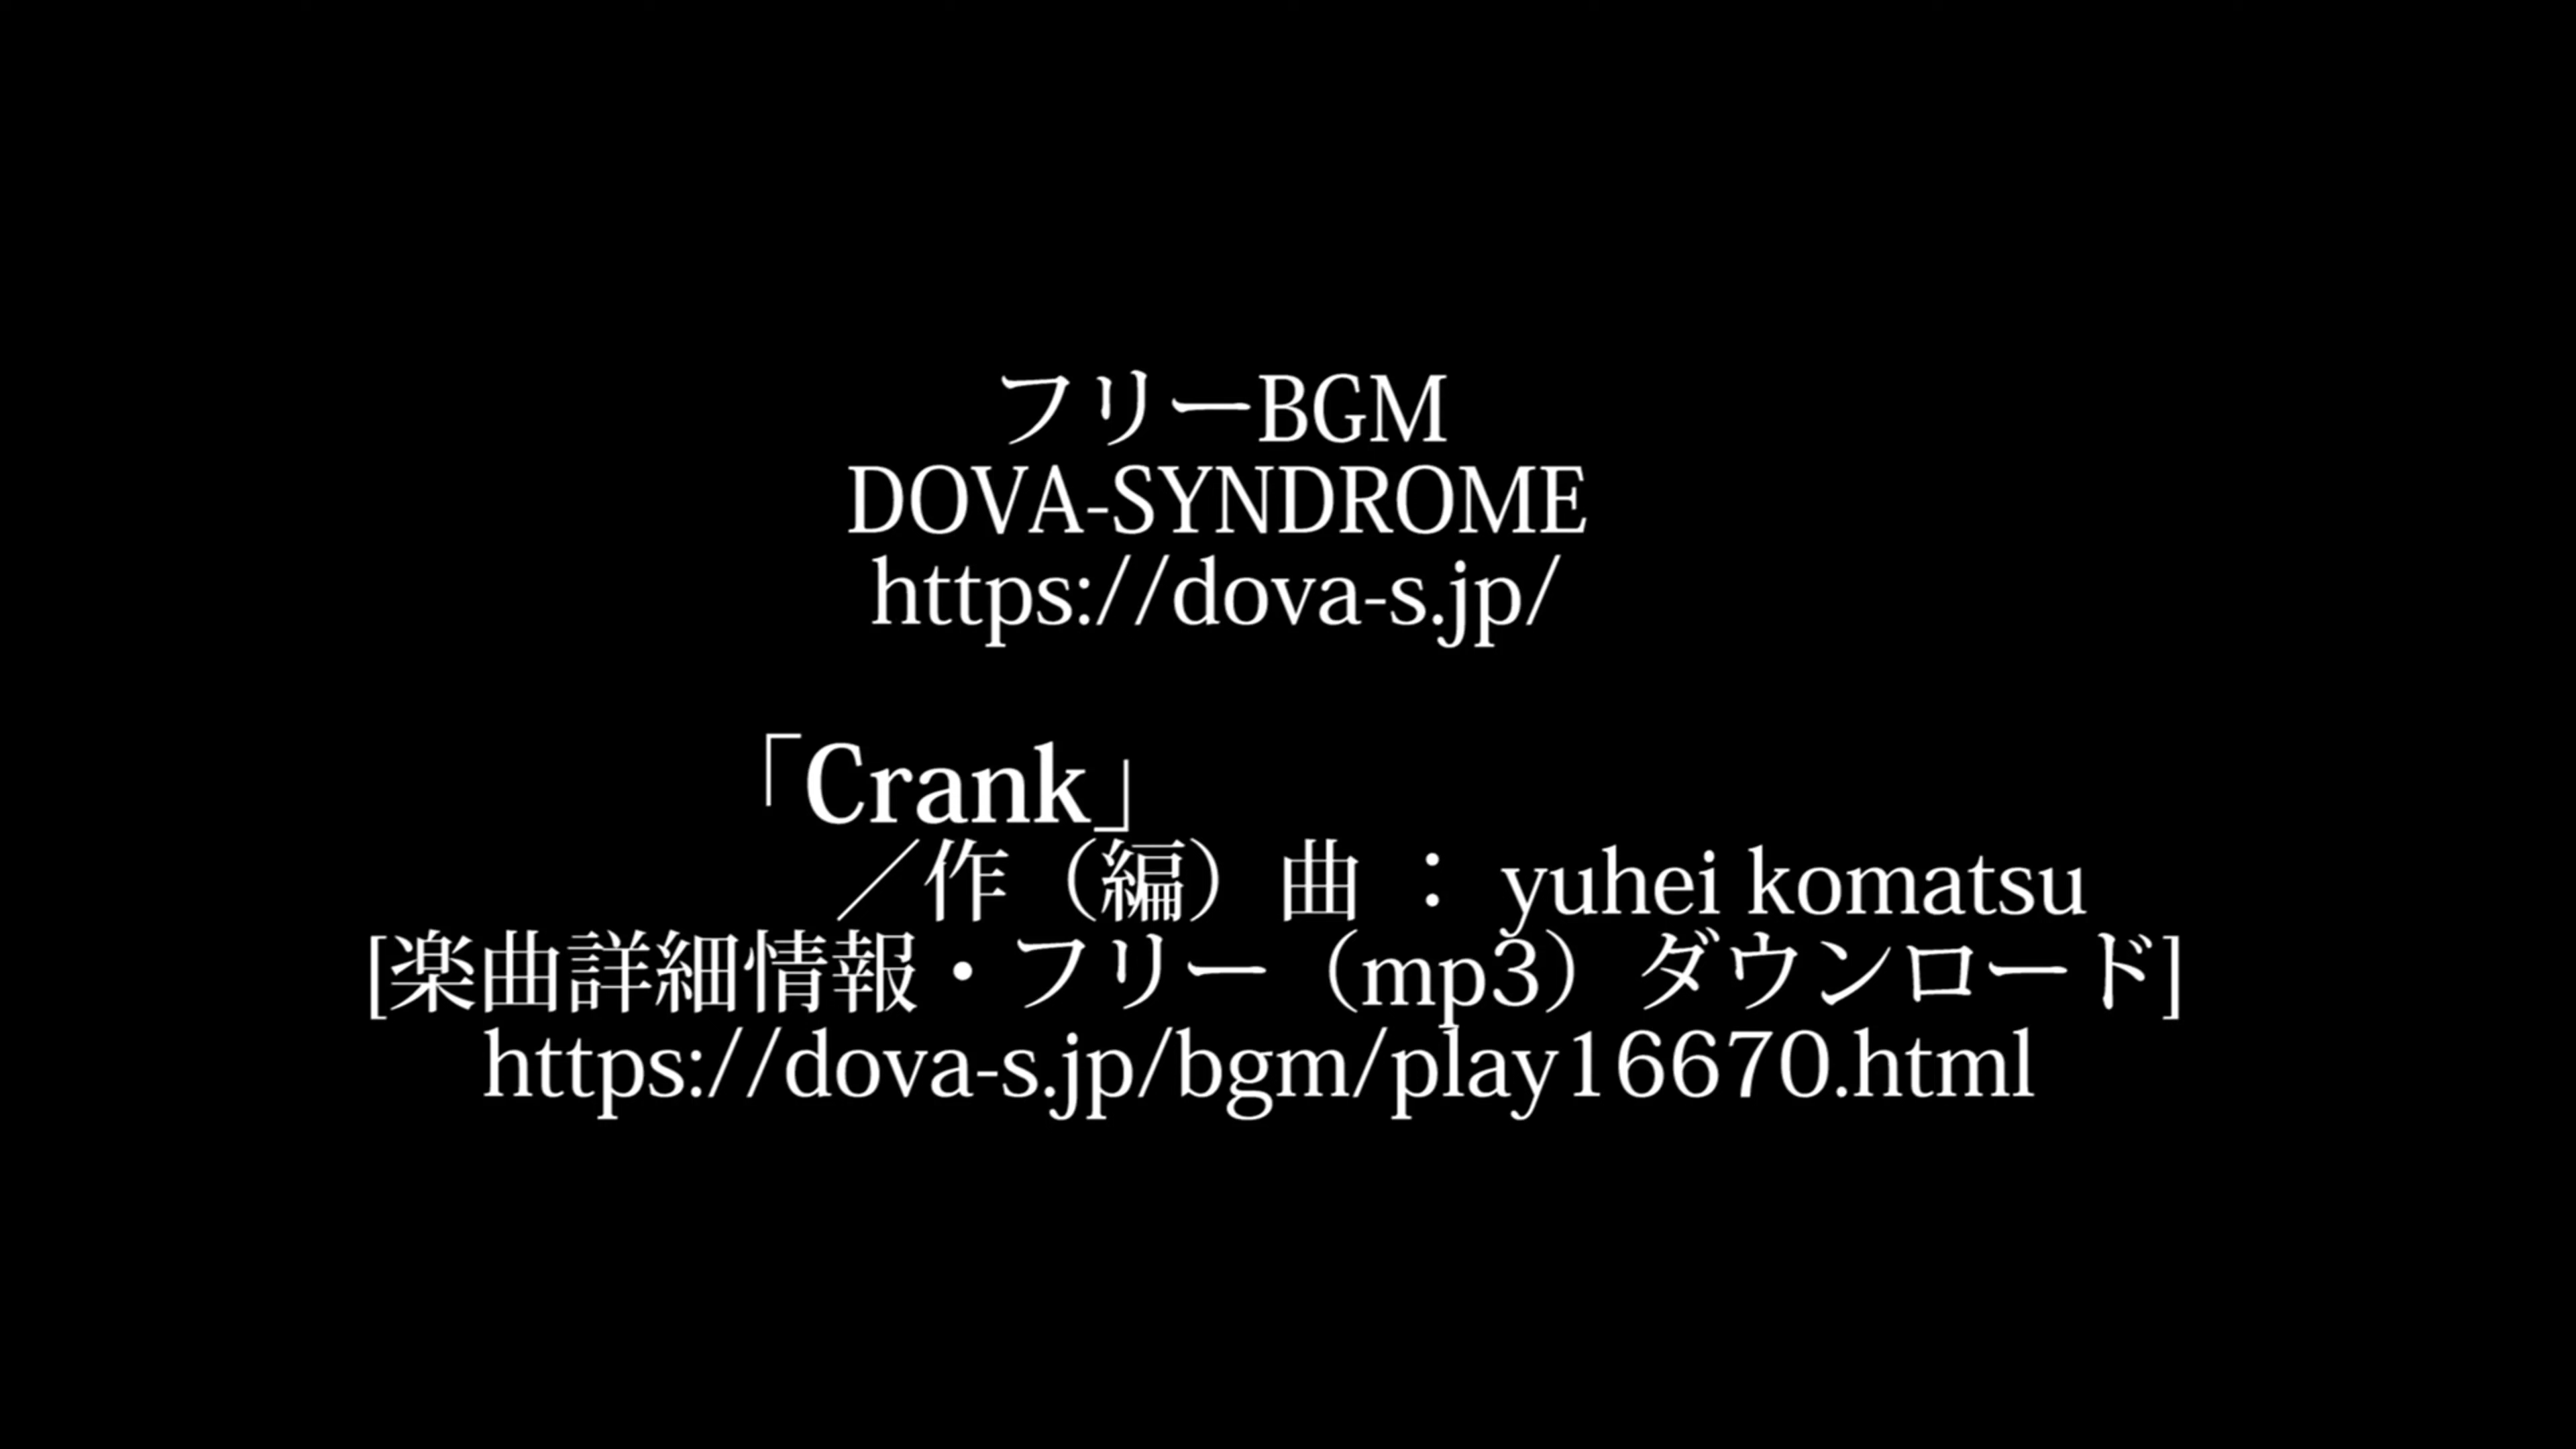 フリーBGM
DOVA-SYNDROME
https://dova-s.jp/
「Crank」
／作（編）曲 ： yuhei komatsu
[楽曲詳細情報・フリー（mp3）ダウンロード]
https://dova-s.jp/bgm/play16670.html